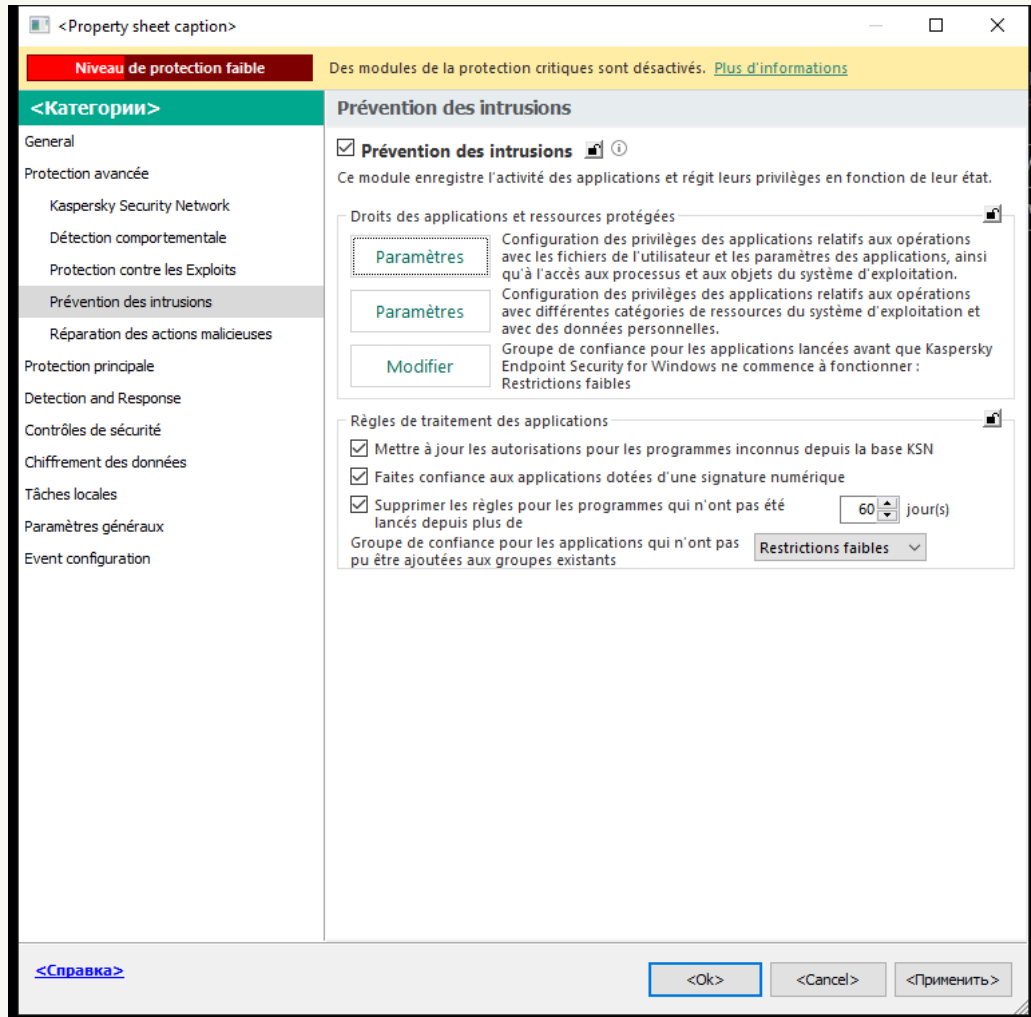 <Property sheet caption>
Niveau de protection faible
Des modules de la protection critiques sont désactivés. Plus d'informations
<Категории>
Prévention des intrusions
General
Protection avancée
Kaspersky Security Network
Détection comportementale
Protection contre les Exploits
Prévention des intrusions
Réparation des actions malicieuses
Protection principale
Detection and Response
Contrôles de sécurité
Chiffrement des données
Tâches locales
Paramètres généraux
Event configuration
Prévention des intrusions
Ce module enregistre l'activité des applications et régit leurs privilèges en fonction de leur état.
Droits des applications et ressources protégées
Paramètres
Configuration des privilèges des applications relatifs aux opérations
avec les fichiers de l'utilisateur et les paramètres des applications, ainsi
qu'à l'accès aux processus et aux objets du système d'exploitation.
Paramètres
Configuration des privilèges des applications relatifs aux opérations
avec différentes catégories de ressources du système d'exploitation et
avec des données personnelles.
Modifier
Groupe de confiance pour les applications lancées avant que Kaspersky
Endpoint Security for Windows ne commence à fonctionner :
Restrictions faibles
Règles de traitement des applications
Mettre à jour les autorisations pour les programmes inconnus depuis la base KSN
Faites confiance aux applications dotées d'une signature numérique
Supprimer les règles pour les programmes qui n'ont pas été
lancés depuis plus de
60 jour(s)
Groupe de confiance pour les applications qui n'ont pas
pu être ajoutées aux groupes existants
Restrictions faibles
<Справка>
<Ok>
<Cancel>
<Применить>